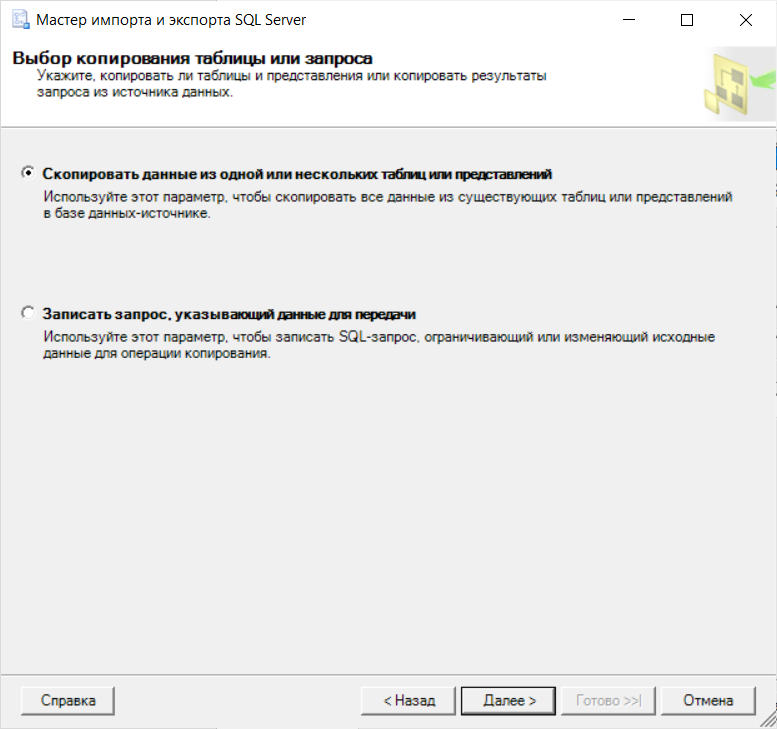 Мастер импорта и экспорта SQL Server
Выбор копирования таблицы или запроса
Укажите, копировать ли таблицы и представления или копировать результаты
запроса из источника данных.
Скопировать данные из одной или нескольких таблиц или представлений
Используйте этот параметр, чтобы скопировать все данные из существующих таблиц или представлений
в базе данных-источнике.
Записать запрос, указывающий данные для передачи
Используйте этот параметр, чтобы записать SQL-запрос, ограничивающий или изменяющий исходные
данные для операции копирования.
Справка < Назад Далее > Готово >>| Отмена